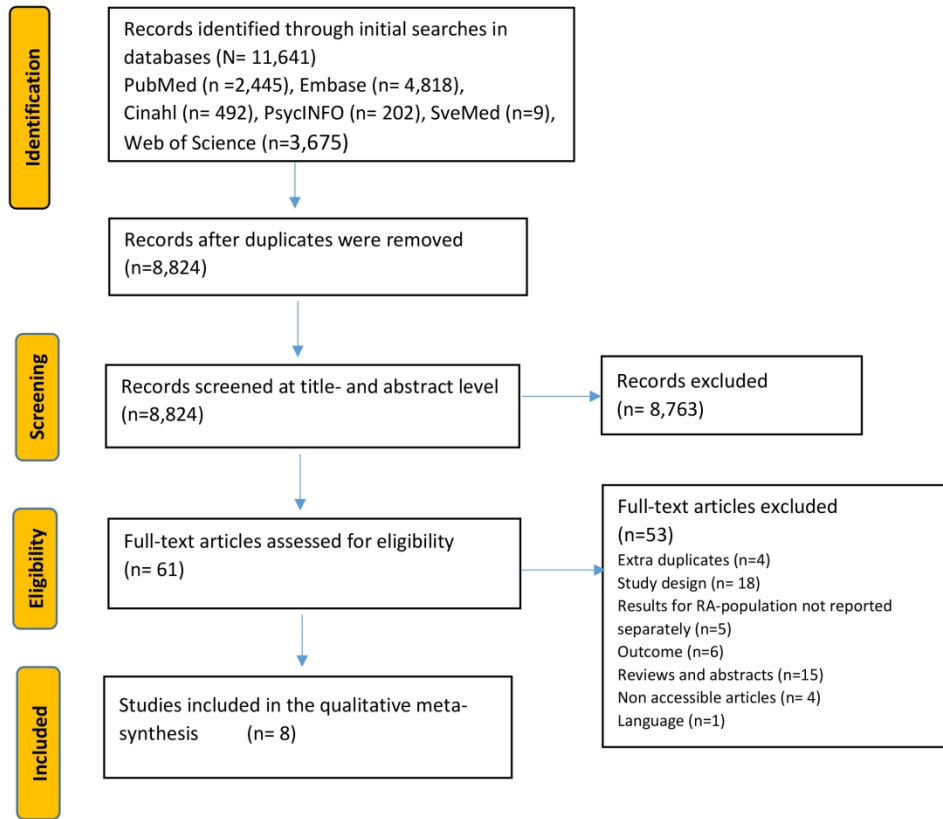 Identification
Records identified through initial searches in
databases (N= 11,641)
PubMed (n =2,445), Embase (n= 4,818),
Cinahl (n= 492), PsycINFO (n= 202), SveMed (n=9),
Web of Science (n=3,675)
Records after duplicates were removed
(n=8,824)
Screening
Records screened at title- and abstract level
(n=8,824)
Records excluded
(n= 8,763)
Eligibility
Full-text articles assessed for eligibility
(n= 61)
Full-text articles excluded
(n=53)
Extra duplicates (n=4)
Study design (n= 18)
Results for RA-population not reported
separately (n=5)
Outcome (n=6)
Reviews and abstracts (n=15)
Non accessible articles (n= 4)
Language (n=1)
Included
Studies included in the qualitative meta-
synthesis (n= 8)